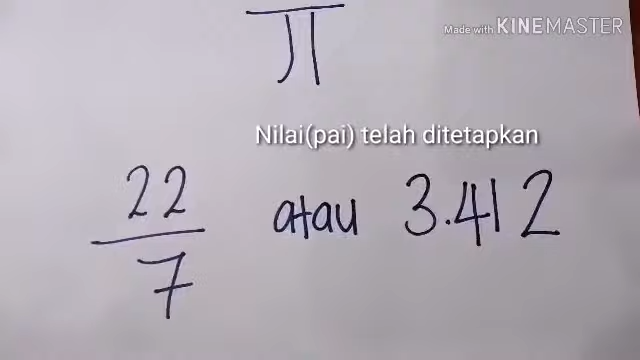 Made with KINEMASTER
π
Nilai(pai) telah ditetapkan
22
7
atau 3.412